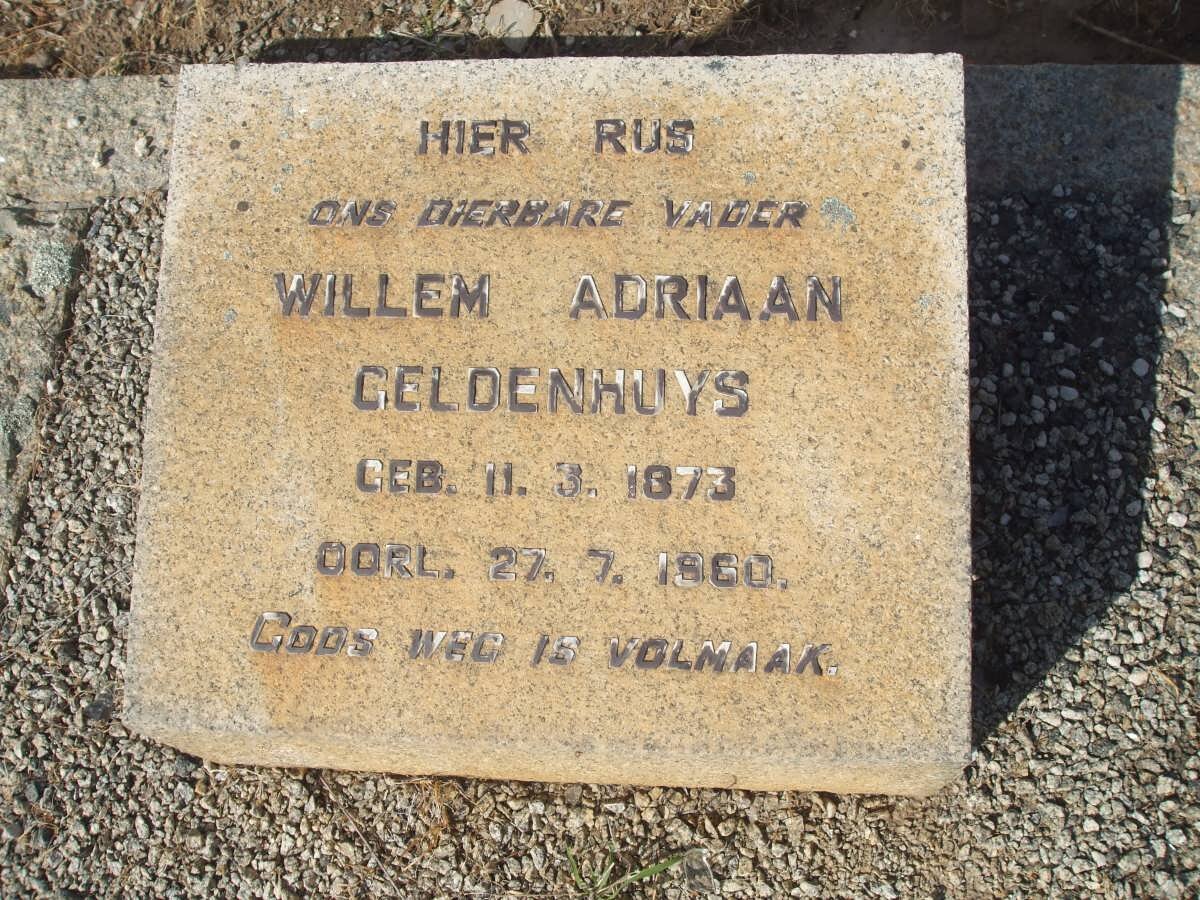 HIER RUS
ONS DIERBARE VADER
WILLEM ADRIAAN
GELDENHUYS
GEB. 11. 3. 1873
OORL. 27. 7. 1960.
GODS WEG IS VOLMAAK.